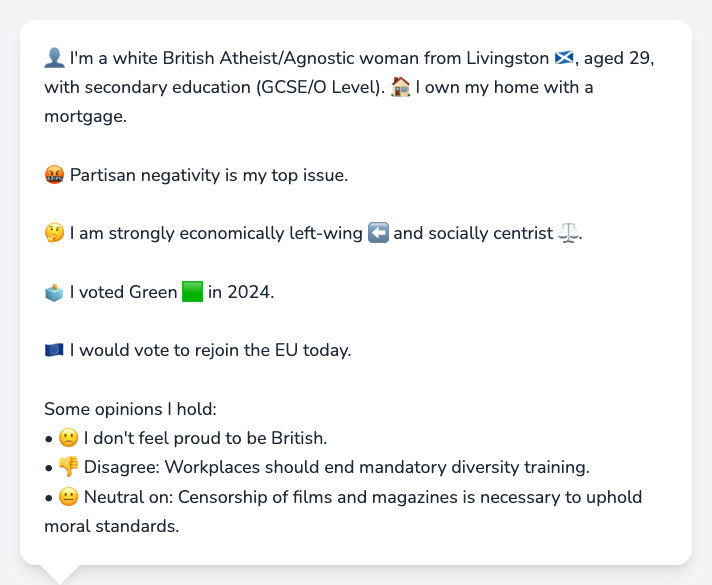 👤 I'm a white British Atheist/Agnostic woman from Livingston 🏴󠁧󠁢󠁳󠁣󠁴󠁿, aged 29,
with secondary education (GCSE/O Level). 🏠 I own my home with a
mortgage.
🤬 Partisan negativity is my top issue.
🤔 I am strongly economically left-wing ⬅️ and socially centrist ⚖️.
🗳️ I voted Green 🟩 in 2024.
🇪🇺 I would vote to rejoin the EU today.
Some opinions I hold:
• 🙁 I don't feel proud to be British.
• 👎 Disagree: Workplaces should end mandatory diversity training.
• 😐 Neutral on: Censorship of films and magazines is necessary to uphold
moral standards.